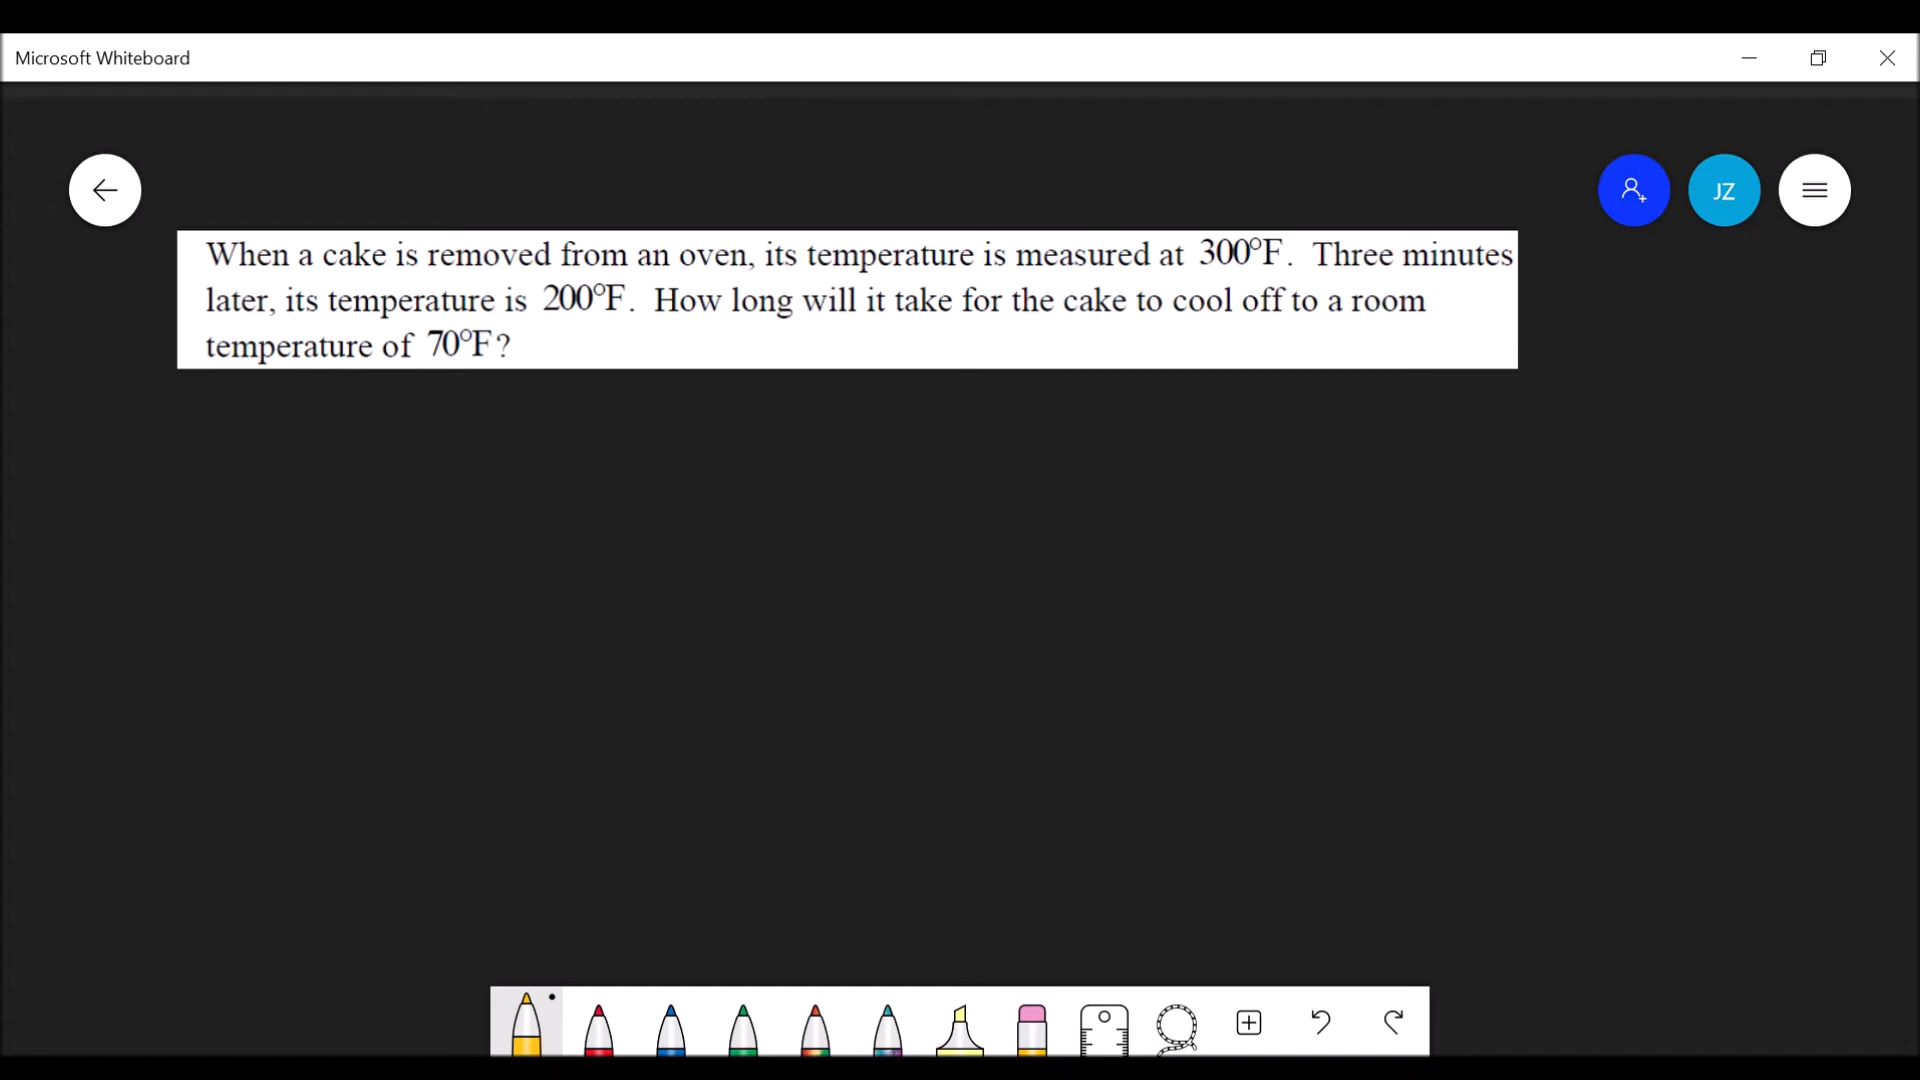 Microsoft Whiteboard
JZ
When a cake is removed from an oven, its temperature is measured at 300°F. Three minutes
later, its temperature is 200°F. How long will it take for the cake to cool off to a room
temperature of 70°F?